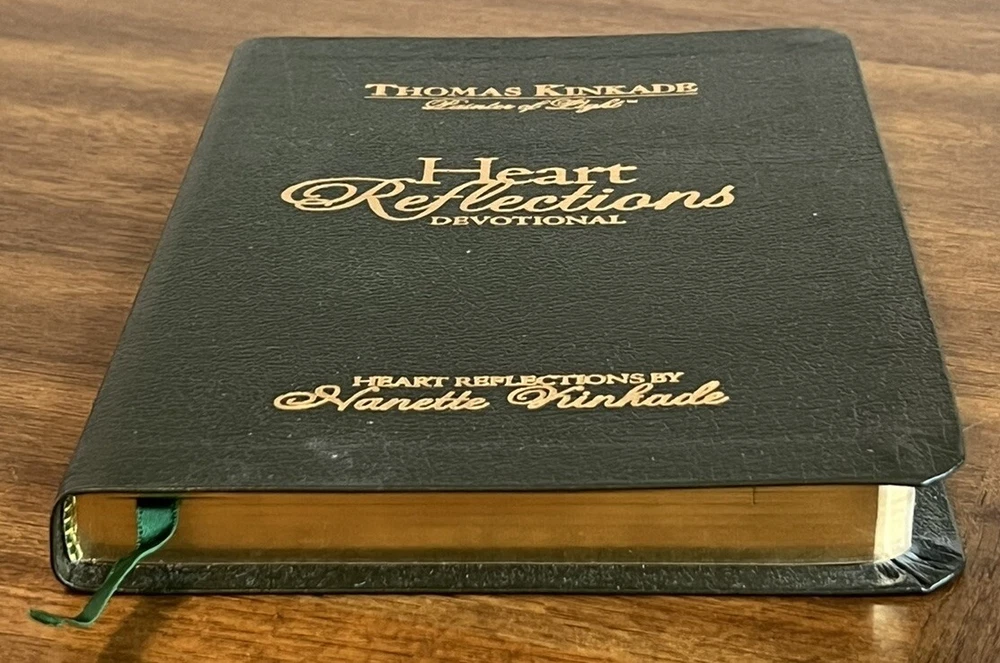 THOMAS KINKADE
Painter of Light™
Heart
Reflections
DEVOTIONAL
HEART REFLECTIONS BY
Nanette Kinkade